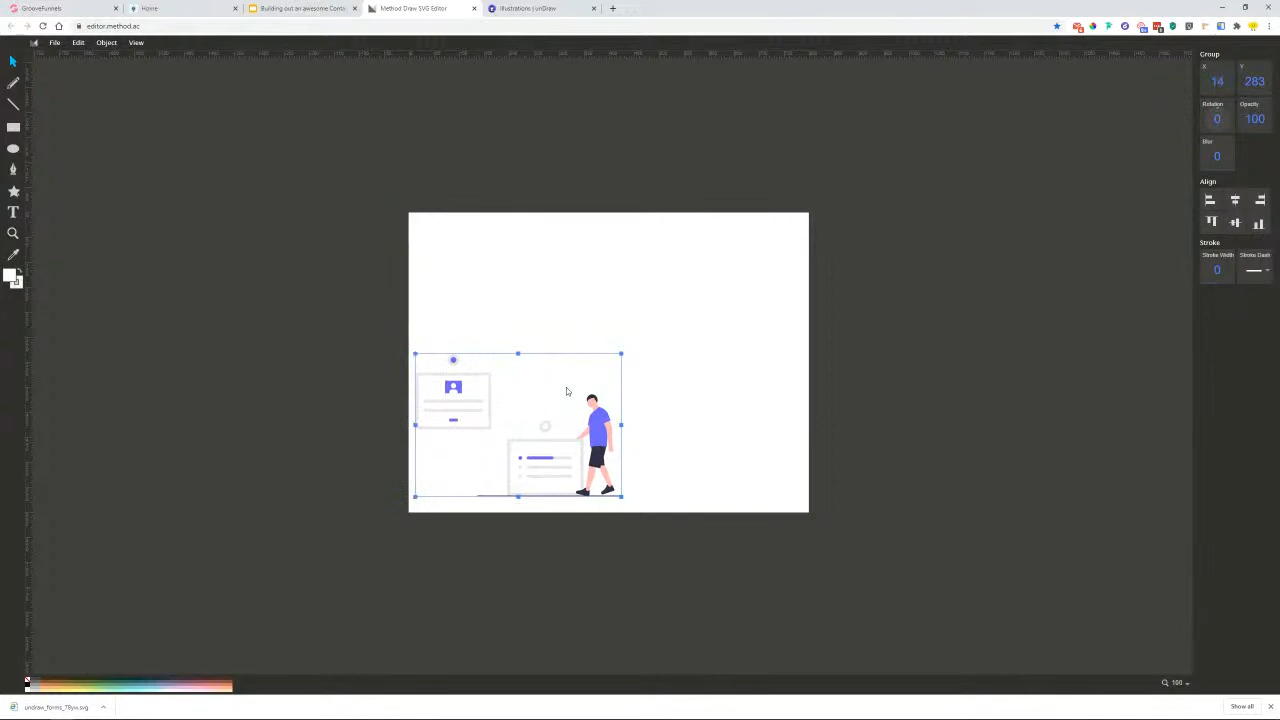 GrooveFunnels
Home
Building out an awesome Conta
Method Draw SVG Editor
Illustrations | unDraw
editor.method.ac
File Edit Object View
Group
X
14
Y
283
Rotation
0
Opacity
100
Blur
0
Align
Stroke
Stroke Width
0
Stroke Dash
100
undraw_forms_78yw.svg
Show all